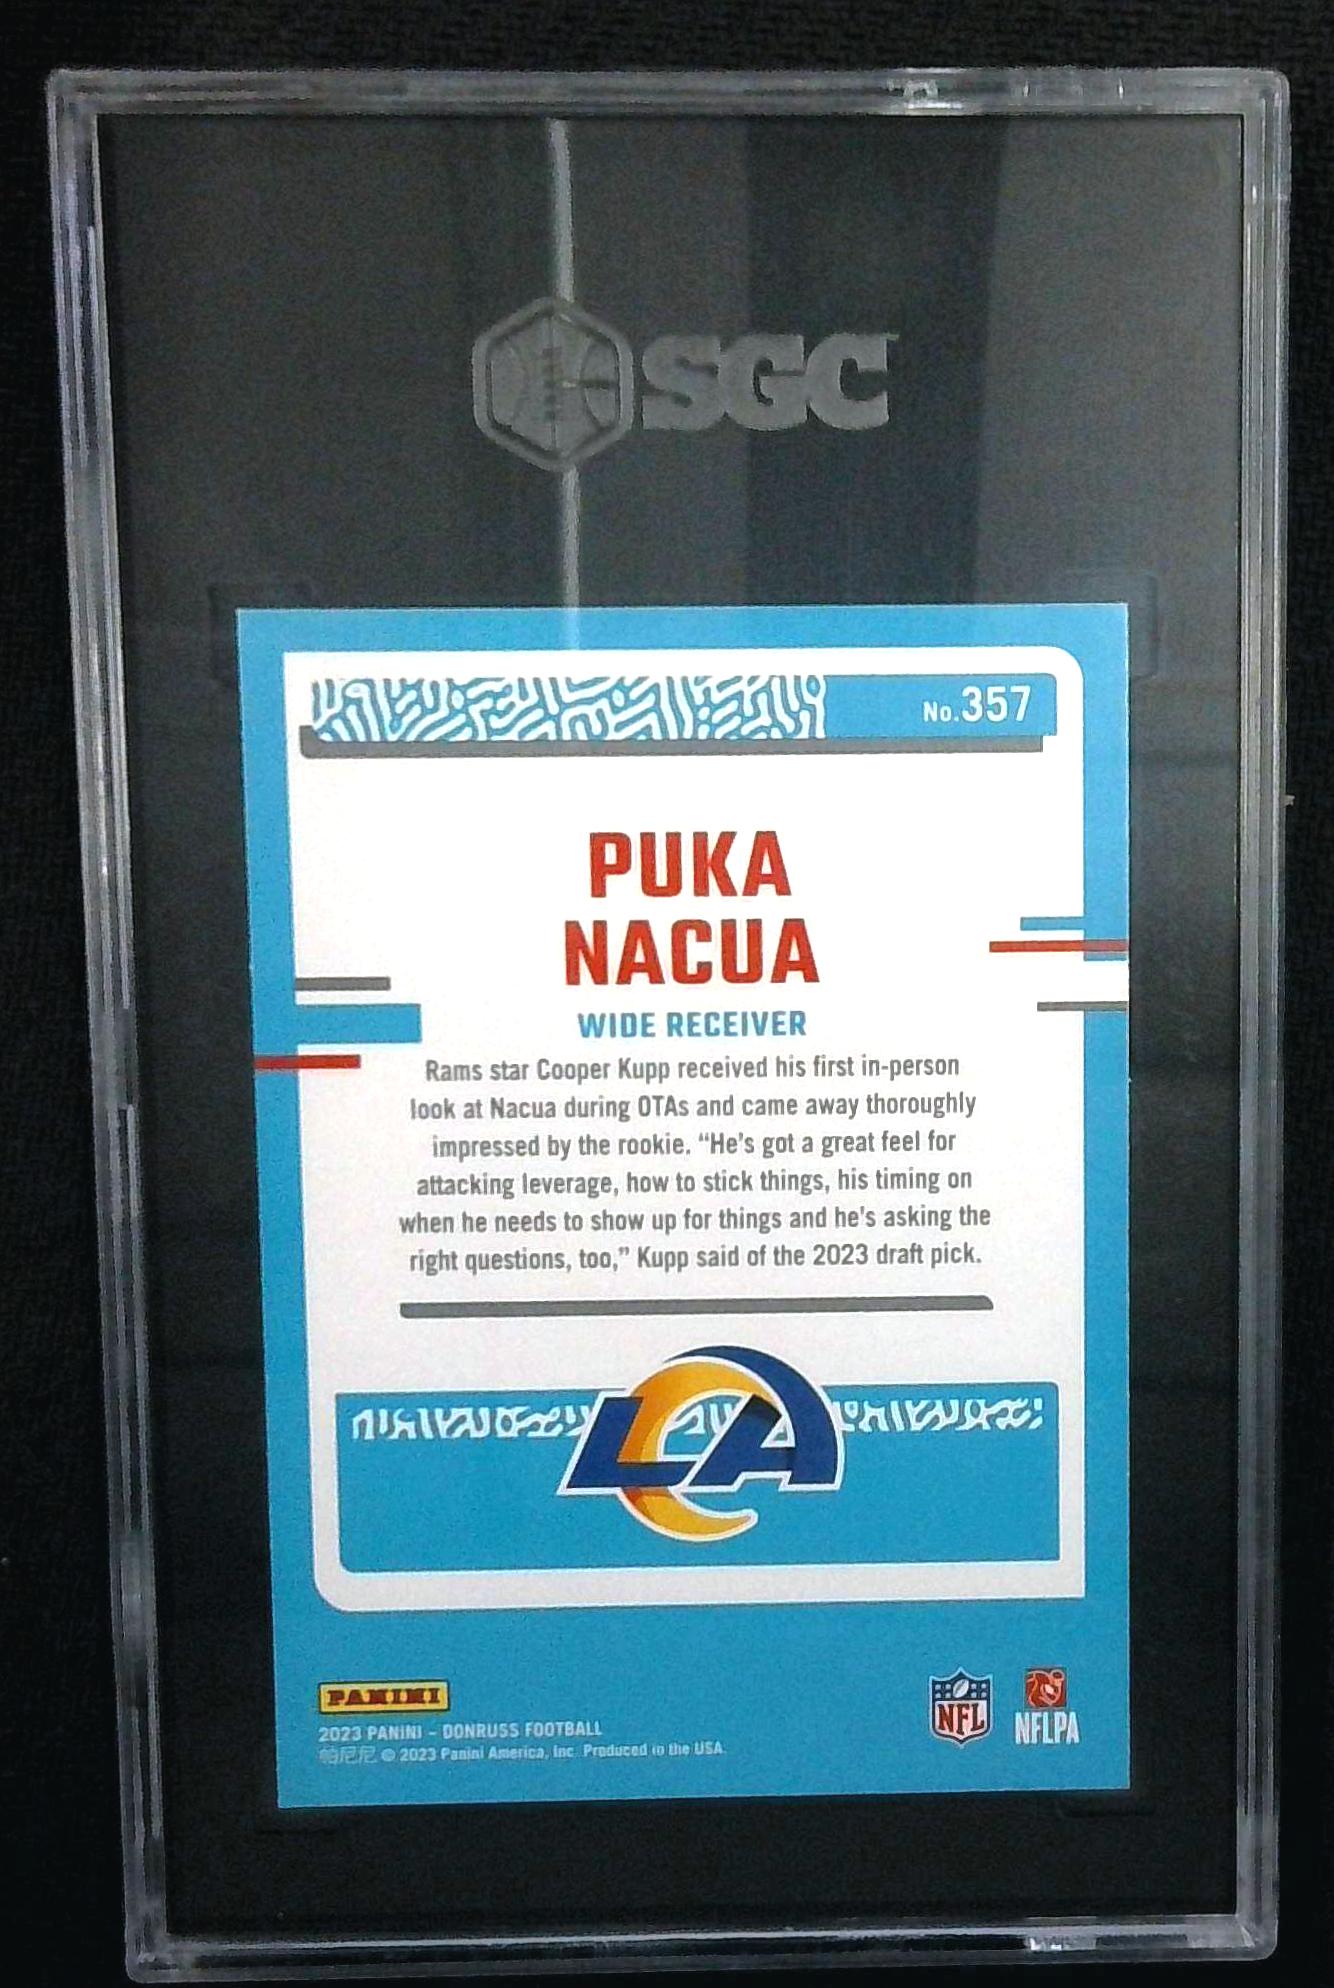 SGC
No.357
PUKA
NACUA
WIDE RECEIVER
Rams star Cooper Kupp received his first in-person
look at Nacua during OTAs and came away thoroughly
impressed by the rookie. “He's got a great feel for
attacking leverage, how to stick things, his timing on
when he needs to show up for things and he's asking the
right questions, too,” Kupp said of the 2023 draft pick.
LA
PANINI
2023 PANINI - DONRUSS FOOTBALL
帕尼尼 © 2023 Panini America, Inc. Produced in the USA.
NFL
NFLPA